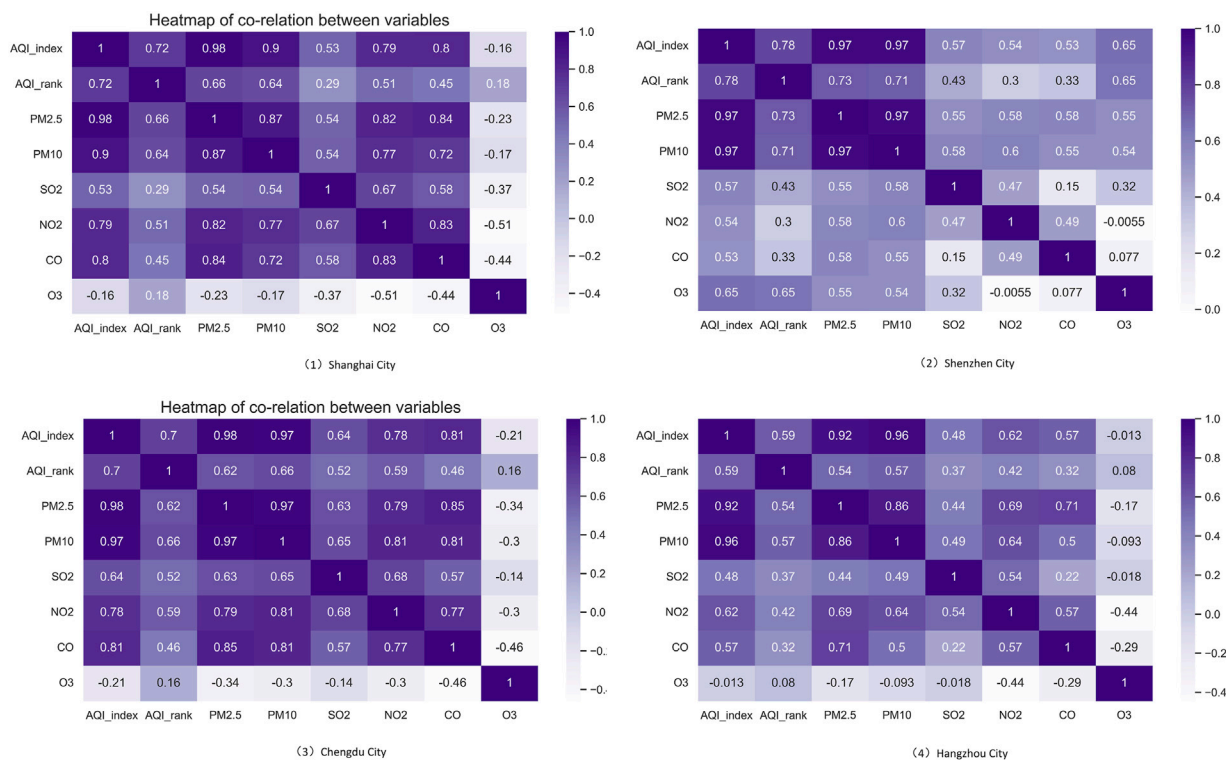 Heatmap of co-relation between variables
AQI_index 1 0.72 0.98 0.9 0.53 0.79 0.8 -0.16
AQI_rank 0.72 1 0.66 0.64 0.29 0.51 0.45 0.18
PM2.5 0.98 0.66 1 0.87 0.54 0.82 0.84 -0.23
PM10 0.9 0.64 0.87 1 0.54 0.77 0.72 -0.17
SO2 0.53 0.29 0.54 0.54 1 0.67 0.58 -0.37
NO2 0.79 0.51 0.82 0.77 0.67 1 0.83 -0.51
CO 0.8 0.45 0.84 0.72 0.58 0.83 1 -0.44
O3 -0.16 0.18 -0.23 -0.17 -0.37 -0.51 -0.44 1
AQI_index AQI_rank PM2.5 PM10 SO2 NO2 CO O3
1.0
0.8
0.6
0.4
0.2
0.0
-0.2
-0.4
（1）Shanghai City
AQI_index 1 0.78 0.97 0.97 0.57 0.54 0.53 0.65
AQI_rank 0.78 1 0.73 0.71 0.43 0.3 0.33 0.65
PM2.5 0.97 0.73 1 0.97 0.55 0.58 0.58 0.55
PM10 0.97 0.71 0.97 1 0.58 0.6 0.55 0.54
SO2 0.57 0.43 0.55 0.58 1 0.47 0.15 0.32
NO2 0.54 0.3 0.58 0.6 0.47 1 0.49 -0.0055
CO 0.53 0.33 0.58 0.55 0.15 0.49 1 0.077
O3 0.65 0.65 0.55 0.54 0.32 -0.0055 0.077 1
AQI_index AQI_rank PM2.5 PM10 SO2 NO2 CO O3
1.0
0.8
0.6
0.4
0.2
0.0
（2）Shenzhen City
Heatmap of co-relation between variables
AQI_index 1 0.7 0.98 0.97 0.64 0.78 0.81 -0.21
AQI_rank 0.7 1 0.62 0.66 0.52 0.59 0.46 0.16
PM2.5 0.98 0.62 1 0.97 0.63 0.79 0.85 -0.34
PM10 0.97 0.66 0.97 1 0.65 0.81 0.81 -0.3
SO2 0.64 0.52 0.63 0.65 1 0.68 0.57 -0.14
NO2 0.78 0.59 0.79 0.81 0.68 1 0.77 -0.3
CO 0.81 0.46 0.85 0.81 0.57 0.77 1 -0.46
O3 -0.21 0.16 -0.34 -0.3 -0.14 -0.3 -0.46 1
AQI_index AQI_rank PM2.5 PM10 SO2 NO2 CO O3
1.0
0.8
0.6
0.4
0.2
0.0
（3）Chengdu City
AQI_index 1 0.59 0.92 0.96 0.48 0.62 0.57 -0.013
AQI_rank 0.59 1 0.54 0.57 0.37 0.42 0.32 0.08
PM2.5 0.92 0.54 1 0.86 0.44 0.69 0.71 -0.17
PM10 0.96 0.57 0.86 1 0.49 0.64 0.5 -0.093
SO2 0.48 0.37 0.44 0.49 1 0.54 0.22 -0.018
NO2 0.62 0.42 0.69 0.64 0.54 1 0.57 -0.44
CO 0.57 0.32 0.71 0.5 0.22 0.57 1 -0.29
O3 -0.013 0.08 -0.17 -0.093 -0.018 -0.44 -0.29 1
AQI_index AQI_rank PM2.5 PM10 SO2 NO2 CO O3
1.0
0.8
0.6
0.4
0.2
0.0
-0.2
-0.4
（4）Hangzhou City